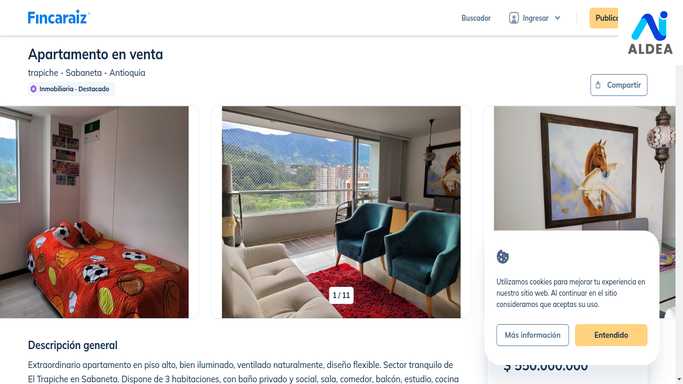 Fincaraiz
Buscador
Ingresar
Public
Aldea
Apartamento en venta
trapiche - Sabaneta - Antioquia
Inmobiliaria - Destacado
Compartir
1 / 11
Utilizamos cookies para mejorar tu experiencia en
nuestro sitio web. Al continuar en el sitio
consideramos que aceptas su uso.
Más información
Entendido
Descripción general
$ 550.000.000
Extraordinario apartamento en piso alto, bien iluminado, ventilado naturalmente, diseño flexible. Sector tranquilo de
El Trapiche en Sabaneta. Dispone de 3 habitaciones, con baño privado y social, sala, comedor, balcón, estudio, cocina